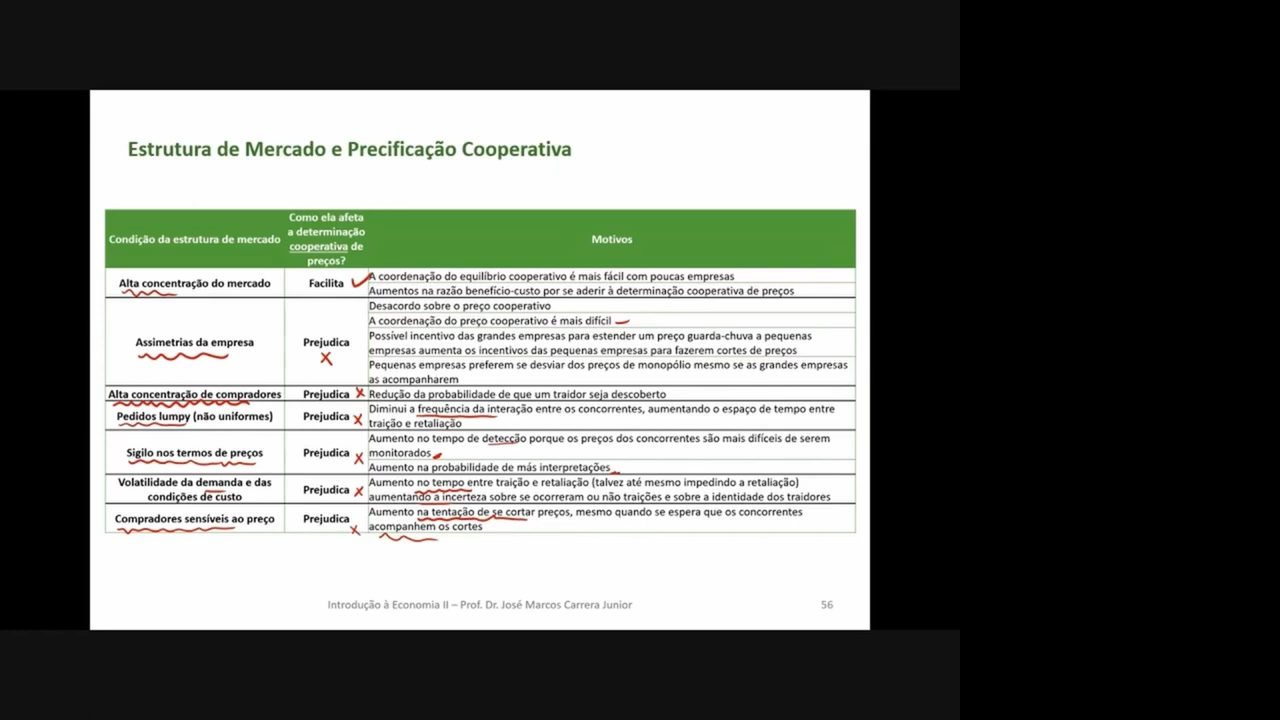 Estrutura de Mercado e Precificação Cooperativa
Condição da estrutura de mercado
Como ela afeta
a determinação
cooperativa de
preços?
Motivos
Alta concentração do mercado
Facilita
A coordenação do equilíbrio cooperativo é mais fácil com poucas empresas
Aumentos na razão benefício-custo por se aderir à determinação cooperativa de preços
Assimetrias da empresa
Prejudica
Desacordo sobre o preço cooperativo
A coordenação do preço cooperativo é mais difícil
Possível incentivo das grandes empresas para estender um preço guarda-chuva a pequenas
empresas aumenta os incentivos das pequenas empresas para fazerem cortes de preços
Pequenas empresas preferem se desviar dos preços de monopólio mesmo se as grandes empresas
as acompanharem
Alta concentração de compradores
Prejudica
Redução da probabilidade de que um traidor seja descoberto
Pedidos lumpy (não uniformes)
Prejudica
Diminui a frequência da interação entre os concorrentes, aumentando o espaço de tempo entre
traição e retaliação
Sigilo nos termos de preços
Prejudica
Aumento no tempo de detecção porque os preços dos concorrentes são mais difíceis de serem
monitorados
Aumento na probabilidade de más interpretações
Volatilidade da demanda e das
condições de custo
Prejudica
Aumento no tempo entre traição e retaliação (talvez até mesmo impedindo a retaliação)
aumentando a incerteza sobre se ocorreram ou não traições e sobre a identidade dos traidores
Compradores sensíveis ao preço
Prejudica
Aumento na tentação de se cortar preços, mesmo quando se espera que os concorrentes
acompanhem os cortes
Introdução à Economia II – Prof. Dr. José Marcos Carrera Junior
56